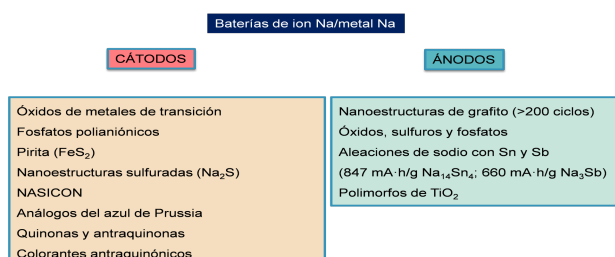 Baterías de ion Na/metal Na
CÁTODOS
ÁNODOS
Óxidos de metales de transición
Fosfatos polianiónicos
Pirita (FeS₂)
Nanoestructuras sulfuradas (Na₂S)
NASICON
Análogos del azul de Prussia
Quinonas y antraquinonas
Colorantes antraquinónicos
Nanoestructuras de grafito (>200 ciclos)
Óxidos, sulfuros y fosfatos
Aleaciones de sodio con Sn y Sb
(847 mA·h/g Na₁₄Sn₄; 660 mA·h/g Na₃Sb)
Polimorfos de TiO₂